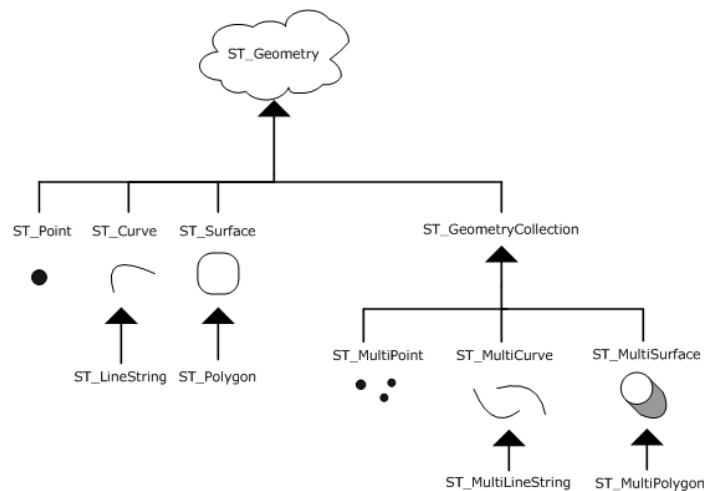 ST_Geometry
ST_Point
ST_Curve
ST_Surface
ST_GeometryCollection
ST_LineString
ST_Polygon
ST_MultiPoint
ST_MultiCurve
ST_MultiSurface
ST_MultiLineString
ST_MultiPolygon